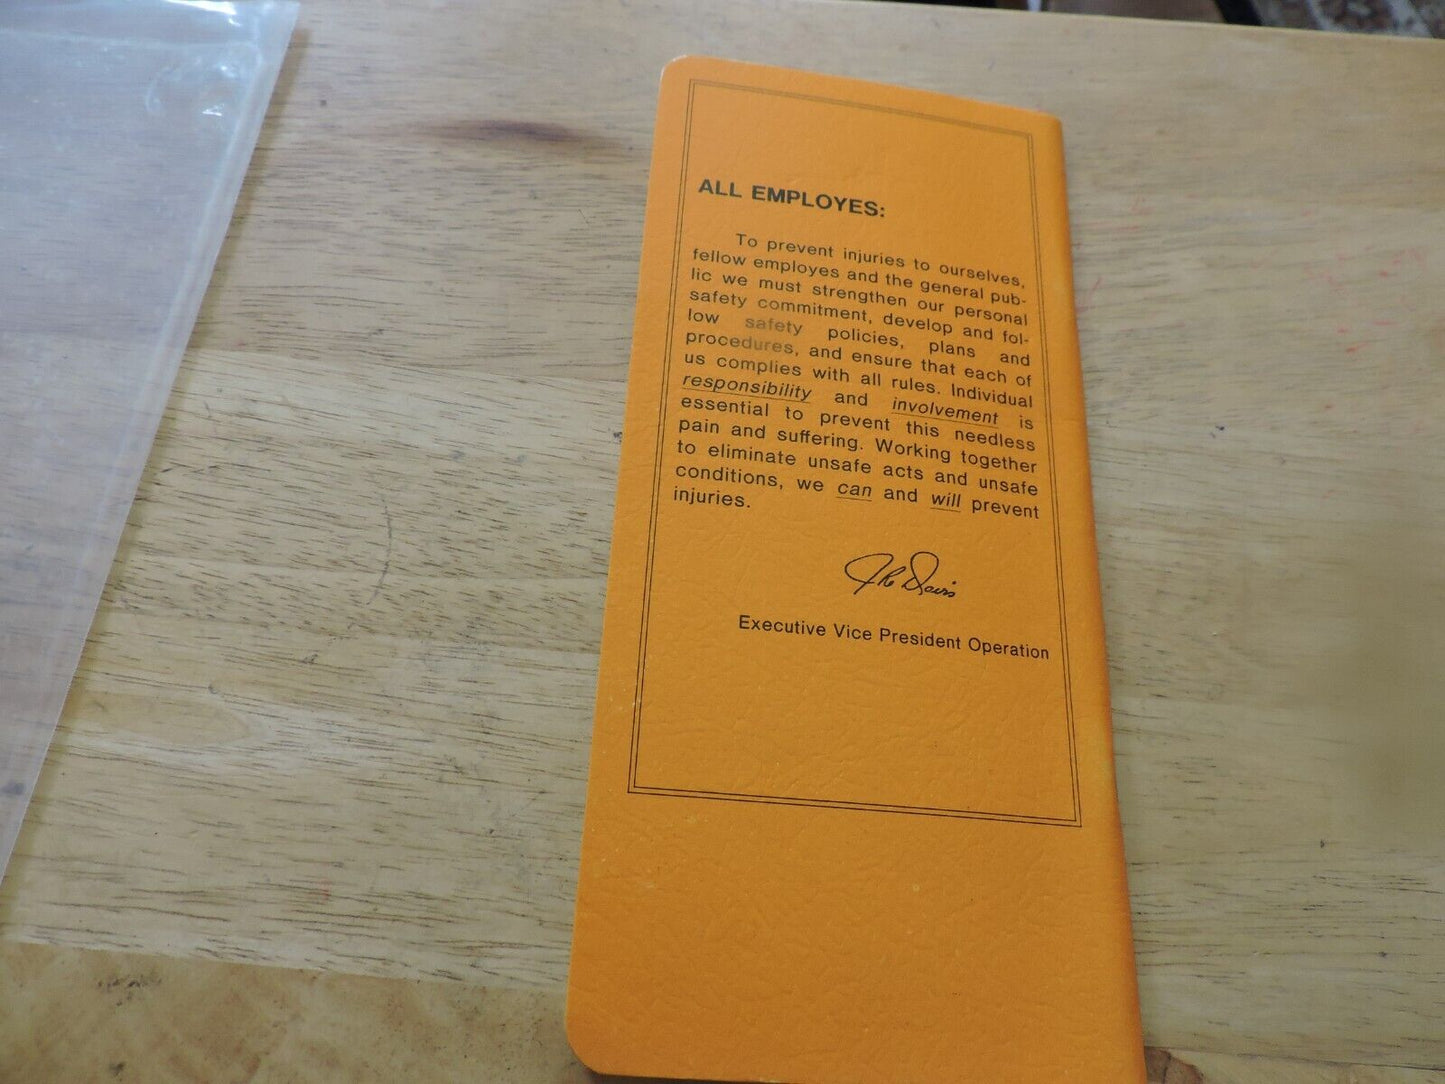 ALL EMPLOYES:
To prevent injuries to ourselves,
fellow employes and the general pub-
lic we must strengthen our personal
safety commitment, develop and fol-
low safety policies, plans and
procedures, and ensure that each of
us complies with all rules. Individual
responsibility and involvement is
essential to prevent this needless
pain and suffering. Working together
to eliminate unsafe acts and unsafe
conditions, we can and will prevent
injuries.
Davis
Executive Vice President Operation